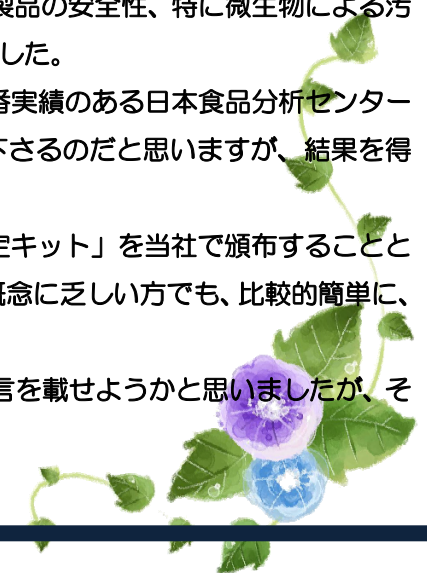 製品の安全性、特に微生物による汚
した。
番実績のある日本食品分析センター
下さるのだと思いますが、結果を得
定キット」を当社で頒布することと
概念に乏しい方でも、比較的簡単に、
言を載せようかと思いましたが、そ